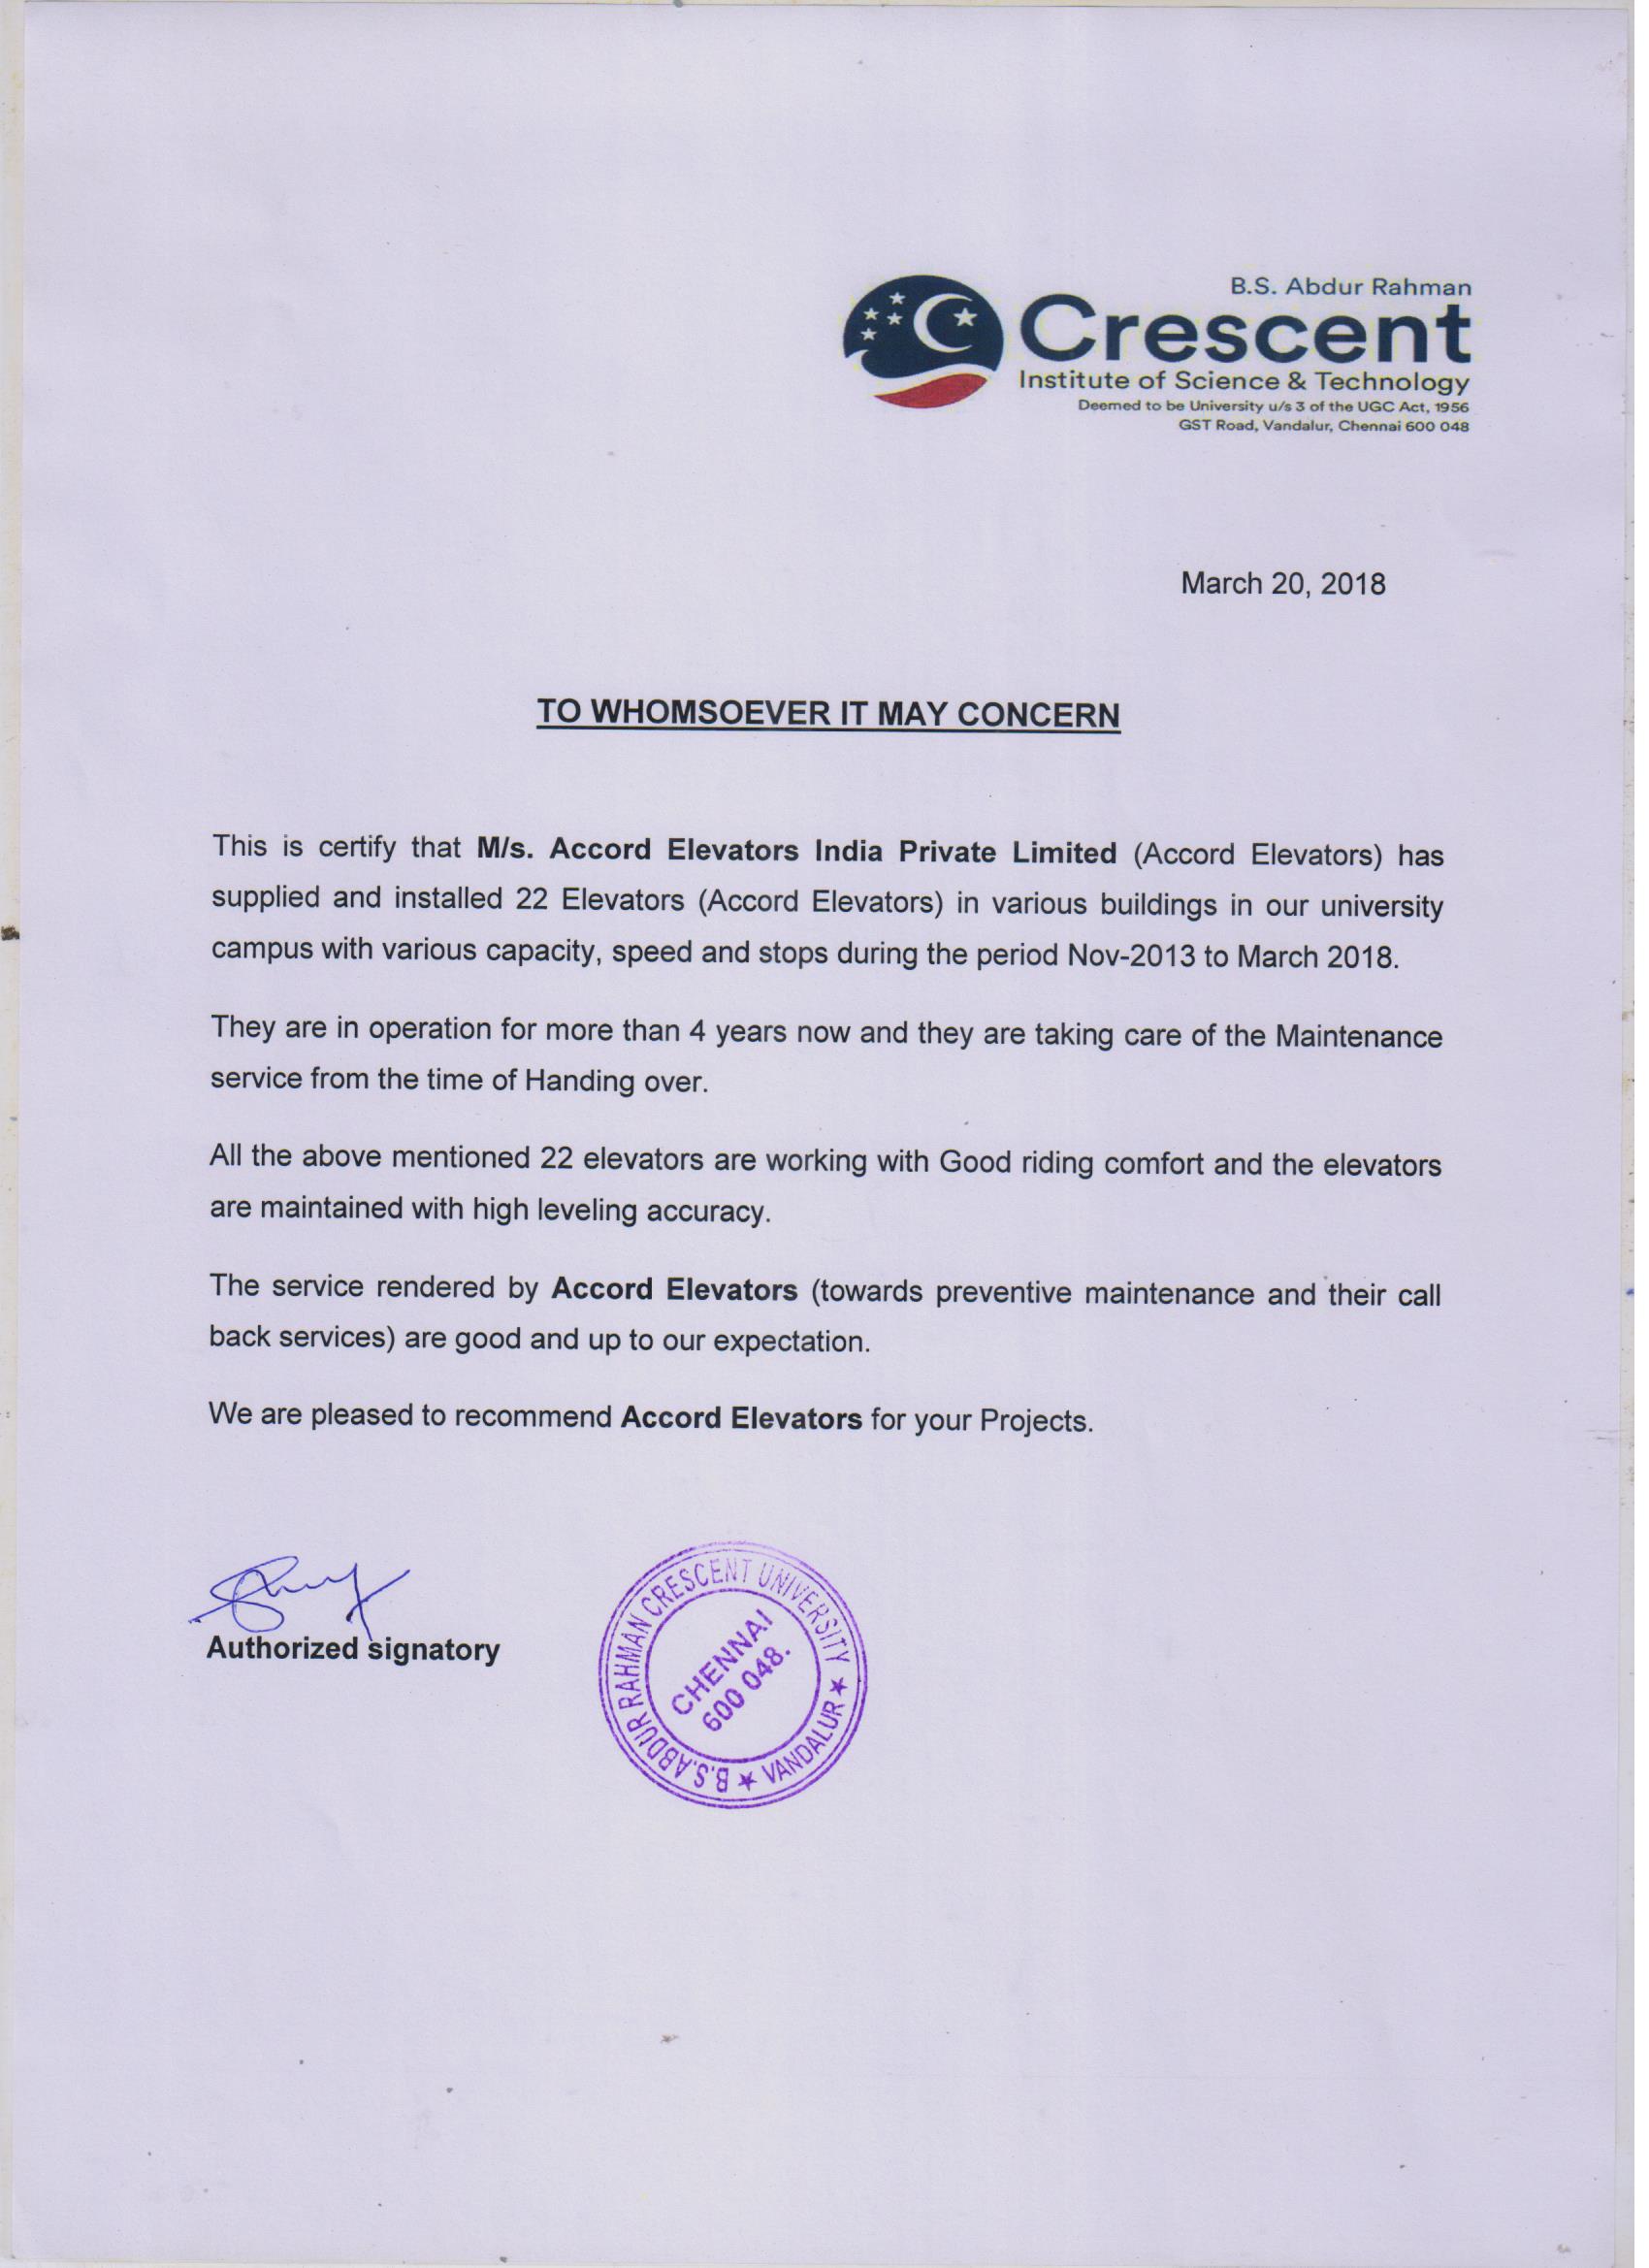 B.S. Abdur Rahman
Crescent
Institute of Science & Technology
Deemed to be University u/s 3 of the UGC Act, 1956
GST Road, Vandalur, Chennai 600 048
March 20, 2018
TO WHOMSOEVER IT MAY CONCERN
This is certify that M/s. Accord Elevators India Private Limited (Accord Elevators) has
supplied and installed 22 Elevators (Accord Elevators) in various buildings in our university
campus with various capacity, speed and stops during the period Nov-2013 to March 2018.
They are in operation for more than 4 years now and they are taking care of the Maintenance
service from the time of Handing over.
All the above mentioned 22 elevators are working with Good riding comfort and the elevators
are maintained with high leveling accuracy.
The service rendered by Accord Elevators (towards preventive maintenance and their call
back services) are good and up to our expectation.
We are pleased to recommend Accord Elevators for your Projects.
Authorized signatory
B.S.ABDUR RAHMAN CRESCENT UNIVERSITY ★ VANDALUR ★
CHENNAI
600 048.